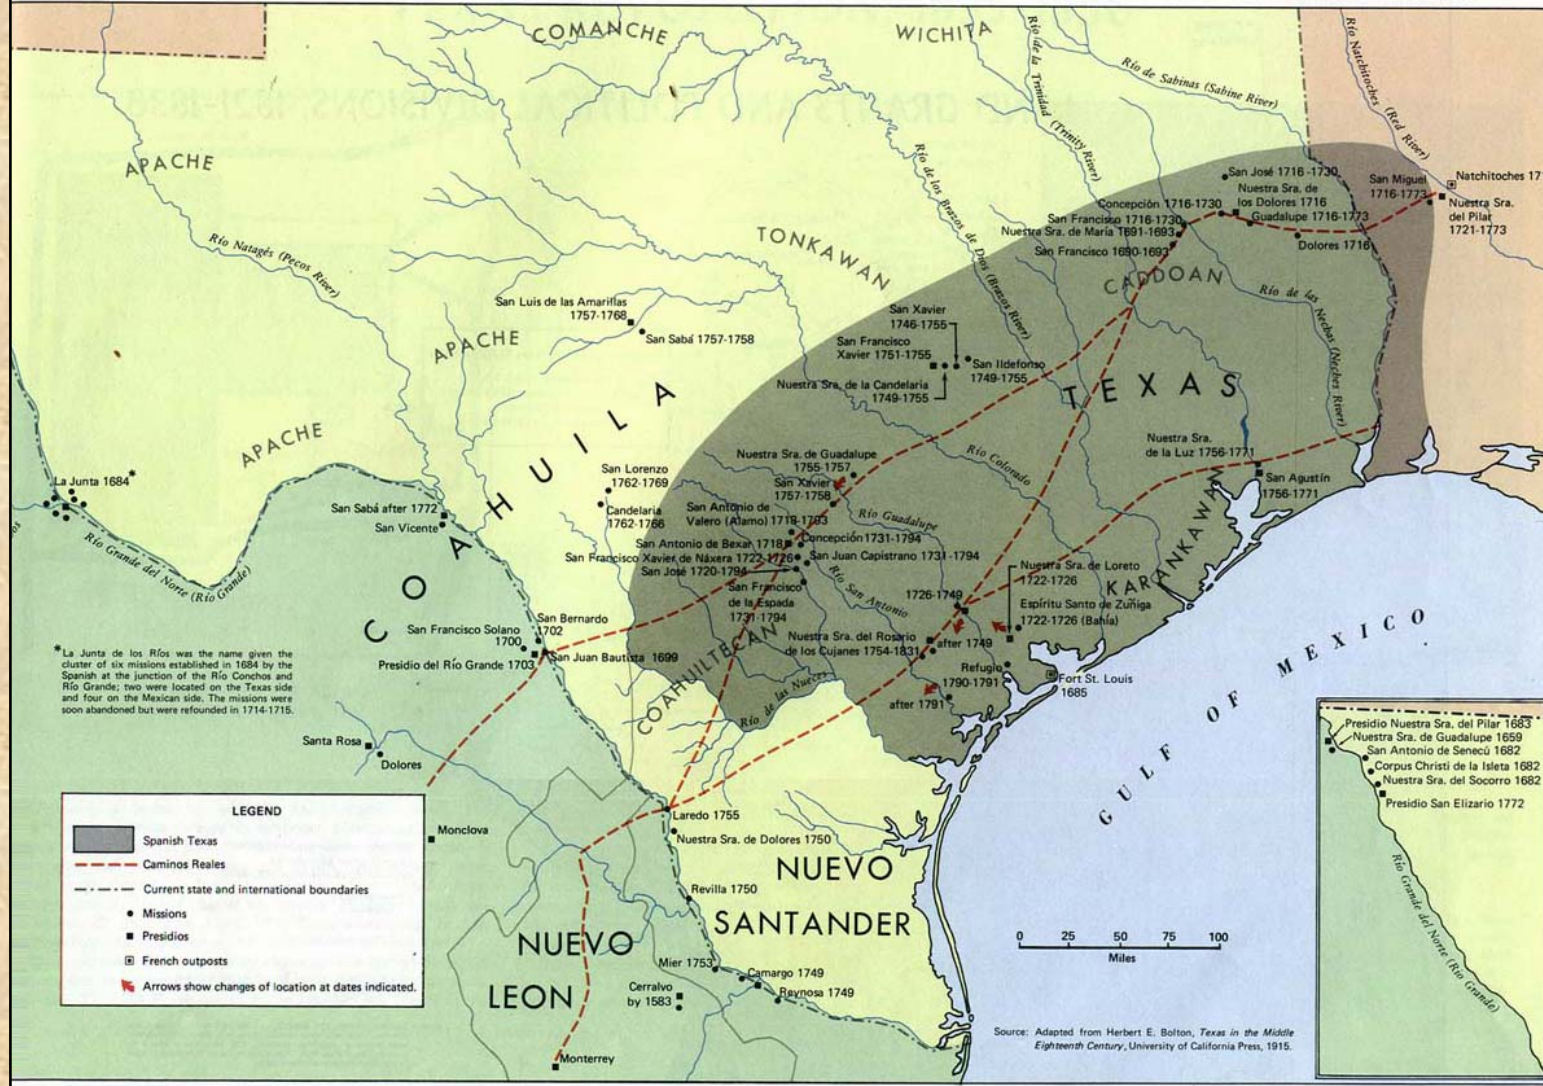 COMANCHE
WICHITA
Río de la Trinidad (Trinity River)
Río de Sabinas (Sabine River)
Río Natchitoches (Red River)
APACHE
Río de los Brazos de Dios (Brazos River)
San José 1716-1730
San Miguel
1716-1773
Natchitoches 171
Nuestra Sra. de
los Dolores 1716
Concepción 1716-1730
Nuestra Sra.
del Pilar
1721-1773
San Francisco 1716-1730
Guadalupe 1716-1773
Nuestra Sra. de María 1691-1693
Dolores 1716
San Francisco 1690-1693
Río Natagés (Pecos River)
TONKAWAN
CADDOAN
Río de las Nechas (Neches River)
San Luis de las Amarillas
1757-1768
San Sabá 1757-1758
San Xavier
1746-1755
San Francisco
Xavier 1751-1755
San Ildefonso
1749-1755
Nuestra Sra. de la Candelaria
1749-1755
APACHE
COAHUILA
TEXAS
APACHE
Nuestra Sra.
de la Luz 1756-1771
San Agustín
1756-1771
Río Colorado
Nuestra Sra. de Guadalupe
1755-1757
San Xavier
1757-1758
San Lorenzo
1762-1769
Candelaria
1762-1766
La Junta 1684*
San Sabá after 1772
San Vicente
Río Grande del Norte (Río Grande)
San Antonio de
Valero (Alamo) 1718-1793
Río Guadalupe
San Antonio de Bexar 1718
Concepción 1731-1794
San Francisco Xavier de Náxera 1722-1726
San Juan Capistrano 1731-1794
San José 1720-1794
San Francisco
de la Espada
1731-1794
Río San Antonio
KARANKAWAN
1726-1749
Nuestra Sra. de Loreto
1722-1726
Espíritu Santo de Zuñiga
1722-1726 (Bahía)
Nuestra Sra. del Rosario
de los Cujanes 1754-1831
after 1749
Refugio
1790-1791
after 1791
Fort St. Louis
1685
San Bernardo
1702
San Francisco Solano
1700
Presidio del Río Grande 1703
San Juan Bautista 1699
COAHUILTECAN
Río de las Nueces
GULF OF MEXICO
*La Junta de los Ríos was the name given the
cluster of six missions established in 1684 by the
Spanish at the junction of the Río Conchos and
Río Grande; two were located on the Texas side
and four on the Mexican side. The missions were
soon abandoned but were refounded in 1714-1715.
Santa Rosa
Dolores
Monclova
Laredo 1755
Nuestra Sra. de Dolores 1750
Revilla 1750
NUEVO
SANTANDER
NUEVO
LEON
Mier 1753
Camargo 1749
Reynosa 1749
Cerralvo
by 1583
Monterrey
LEGEND
Spanish Texas
Caminos Reales
Current state and international boundaries
Missions
Presidios
French outposts
Arrows show changes of location at dates indicated.
0 25 50 75 100
Miles
Source: Adapted from Herbert E. Bolton, Texas in the Middle
Eighteenth Century, University of California Press, 1915.
Presidio Nuestra Sra. del Pilar 1683
Nuestra Sra. de Guadalupe 1659
San Antonio de Senecú 1682
Corpus Christi de la Isleta 1682
Nuestra Sra. del Socorro 1682
Presidio San Elizario 1772
Río Grande del Norte (Río Grande)